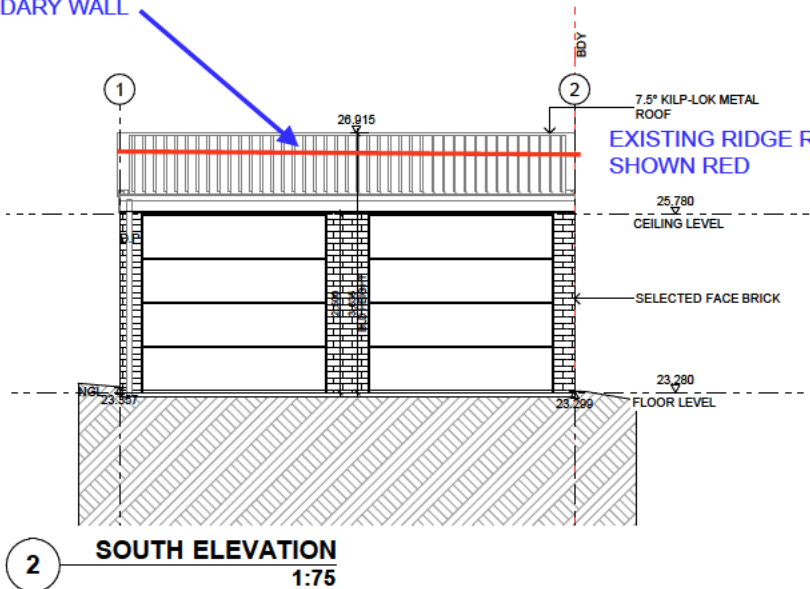 DARY WALL
BDY
1
2
7.5° KILP-LOK METAL
ROOF
26.915
EXISTING RIDGE R
SHOWN RED
25,780
CEILING LEVEL
D.P
SELECTED FACE BRICK
NGL
23.357
23.299
23,280
FLOOR LEVEL
2
SOUTH ELEVATION
1:75